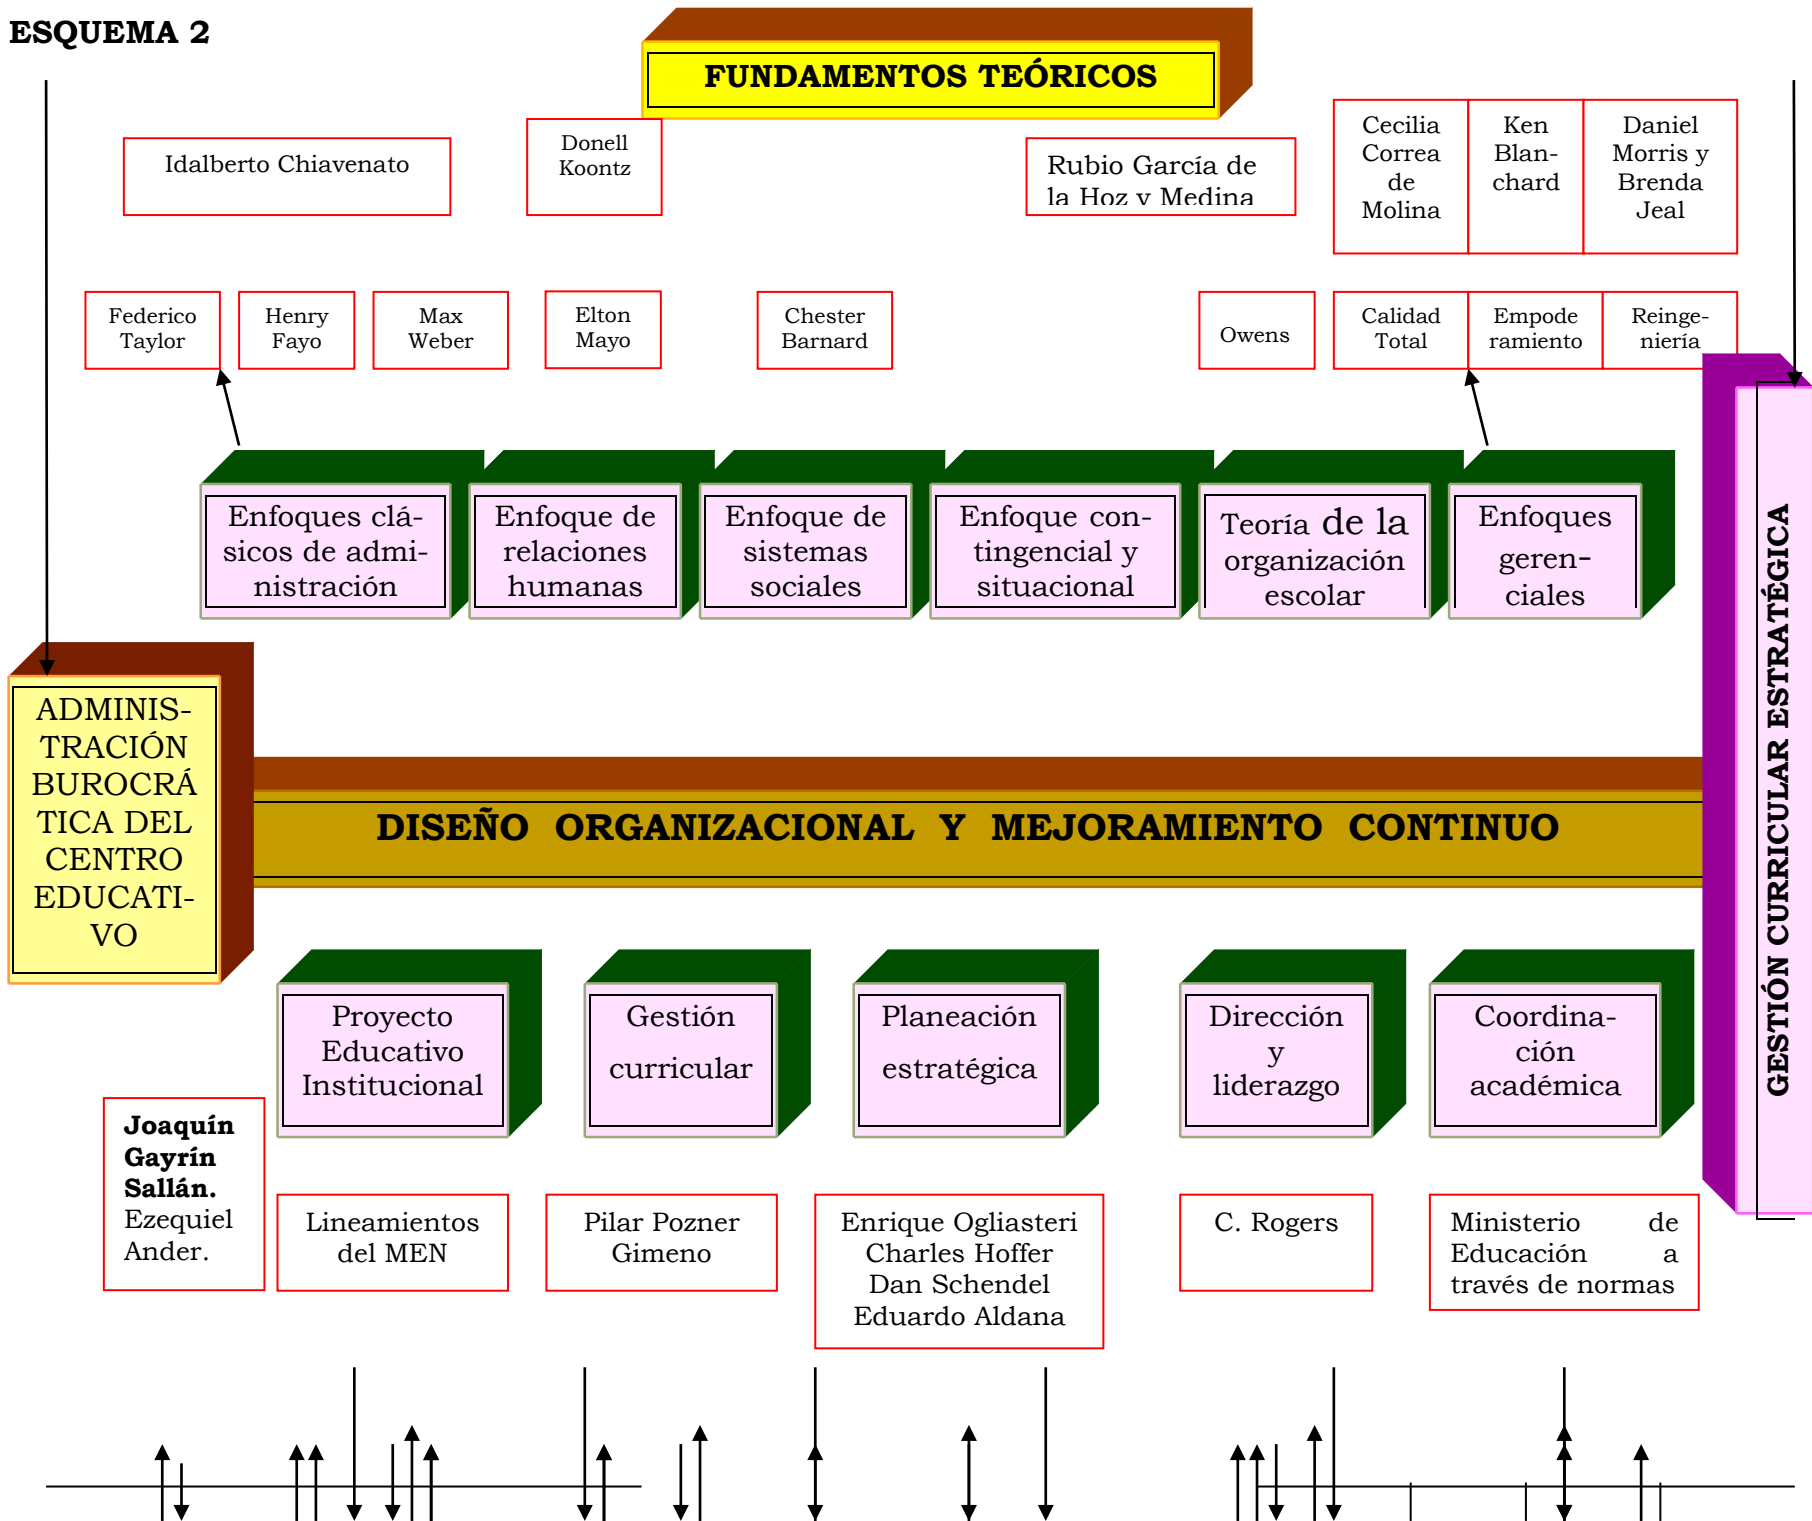 ESQUEMA 2
FUNDAMENTOS TEÓRICOS
Idalberto Chiavenato
Donell
Koontz
Rubio García de
la Hoz y Medina
Cecilia
Correa
de
Molina
Ken
Blan-
chard
Daniel
Morris y
Brenda
Jeal
Federico
Taylor
Henry
Fayo
Max
Weber
Elton
Mayo
Chester
Barnard
Owens
Calidad
Total
Empode
ramiento
Reinge-
niería
Enfoques clá-
sicos de admi-
nistración
Enfoque de
relaciones
humanas
Enfoque de
sistemas
sociales
Enfoque con-
tingencial y
situacional
Teoría de la
organización
escolar
Enfoques
geren-
ciales
GESTIÓN CURRICULAR ESTRATÉGICA
ADMINIS-
TRACIÓN
BUROCRÁ
TICA DEL
CENTRO
EDUCATI-
VO
DISEÑO ORGANIZACIONAL Y MEJORAMIENTO CONTINUO
Proyecto
Educativo
Institucional
Gestión
curricular
Planeación
estratégica
Dirección
y
liderazgo
Coordina-
ción
académica
Joaquín
Gayrín
Sallán.
Ezequiel
Ander.
Lineamientos
del MEN
Pilar Pozner
Gimeno
Enrique Ogliasteri
Charles Hoffer
Dan Schendel
Eduardo Aldana
C. Rogers
Ministerio de
Educación a
través de normas